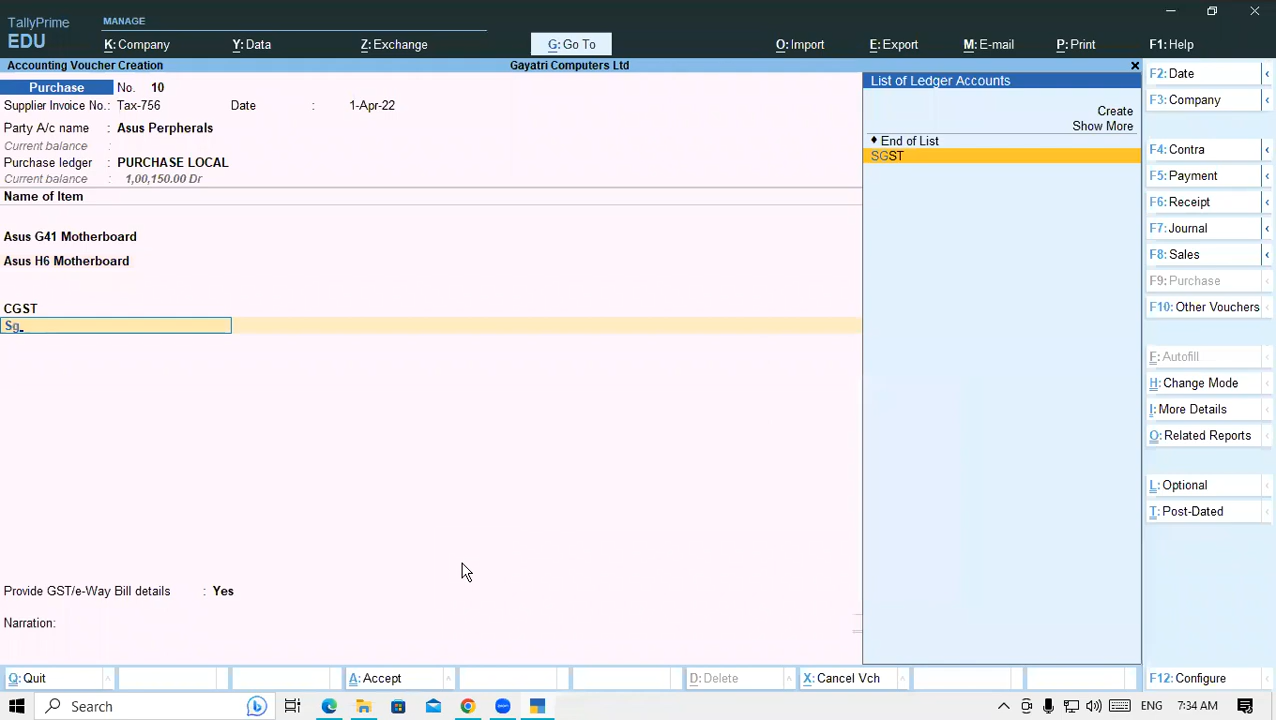 TallyPrime
MANAGE
EDU
K: Company
Y: Data
Z: Exchange
G: Go To
O: Import
E: Export
M: E-mail
P: Print
F1: Help
Accounting Voucher Creation
Gayatri Computers Ltd
Purchase
No. 10
Supplier Invoice No.: Tax-756
Date : 1-Apr-22
Party A/c name : Asus Perpherals
Current balance :
Purchase ledger : PURCHASE LOCAL
Current balance : 1,00,150.00 Dr
Name of Item
Asus G41 Motherboard
Asus H6 Motherboard
CGST
Sg
Provide GST/e-Way Bill details : Yes
Narration:
List of Ledger Accounts
Create
Show More
♦ End of List
SGST
F2: Date
F3: Company
F4: Contra
F5: Payment
F6: Receipt
F7: Journal
F8: Sales
F9: Purchase
F10: Other Vouchers
E: Autofill
H: Change Mode
I: More Details
O: Related Reports
L: Optional
T: Post-Dated
Q: Quit
A: Accept
D: Delete
X: Cancel Vch
F12: Configure
Search
ENG
7:34 AM